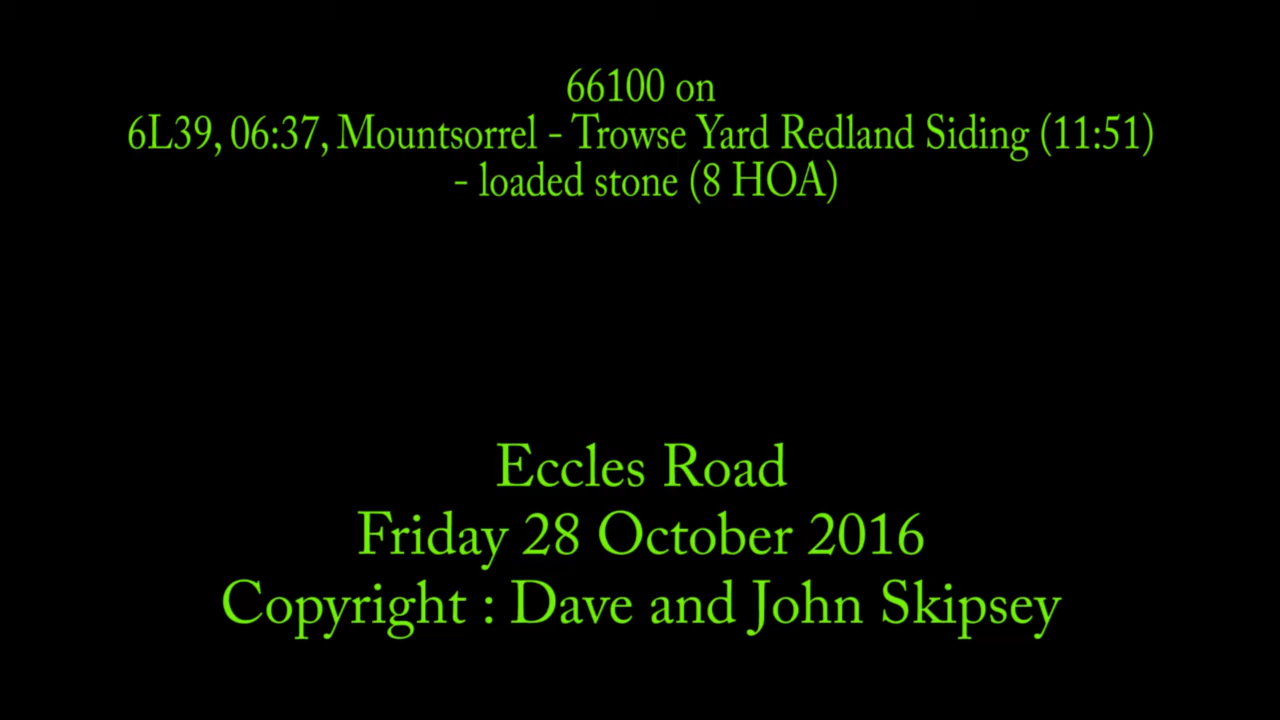 66100 on
6L39, 06:37, Mountsorrel - Trowse Yard Redland Siding (11:51)
- loaded stone (8 HOA)
Eccles Road
Friday 28 October 2016
Copyright : Dave and John Skipsey